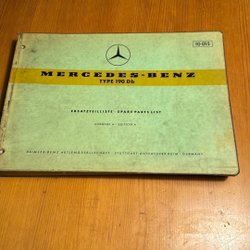 MERCEDES-BENZ
TYPE 190 Db
ERSATZTEILLISTE · SPARE PARTS LIST
DAIMLER-BENZ AKTIENGESELLSCHAFT · STUTTGART-UNTERTÜRKHEIM · GERMANY